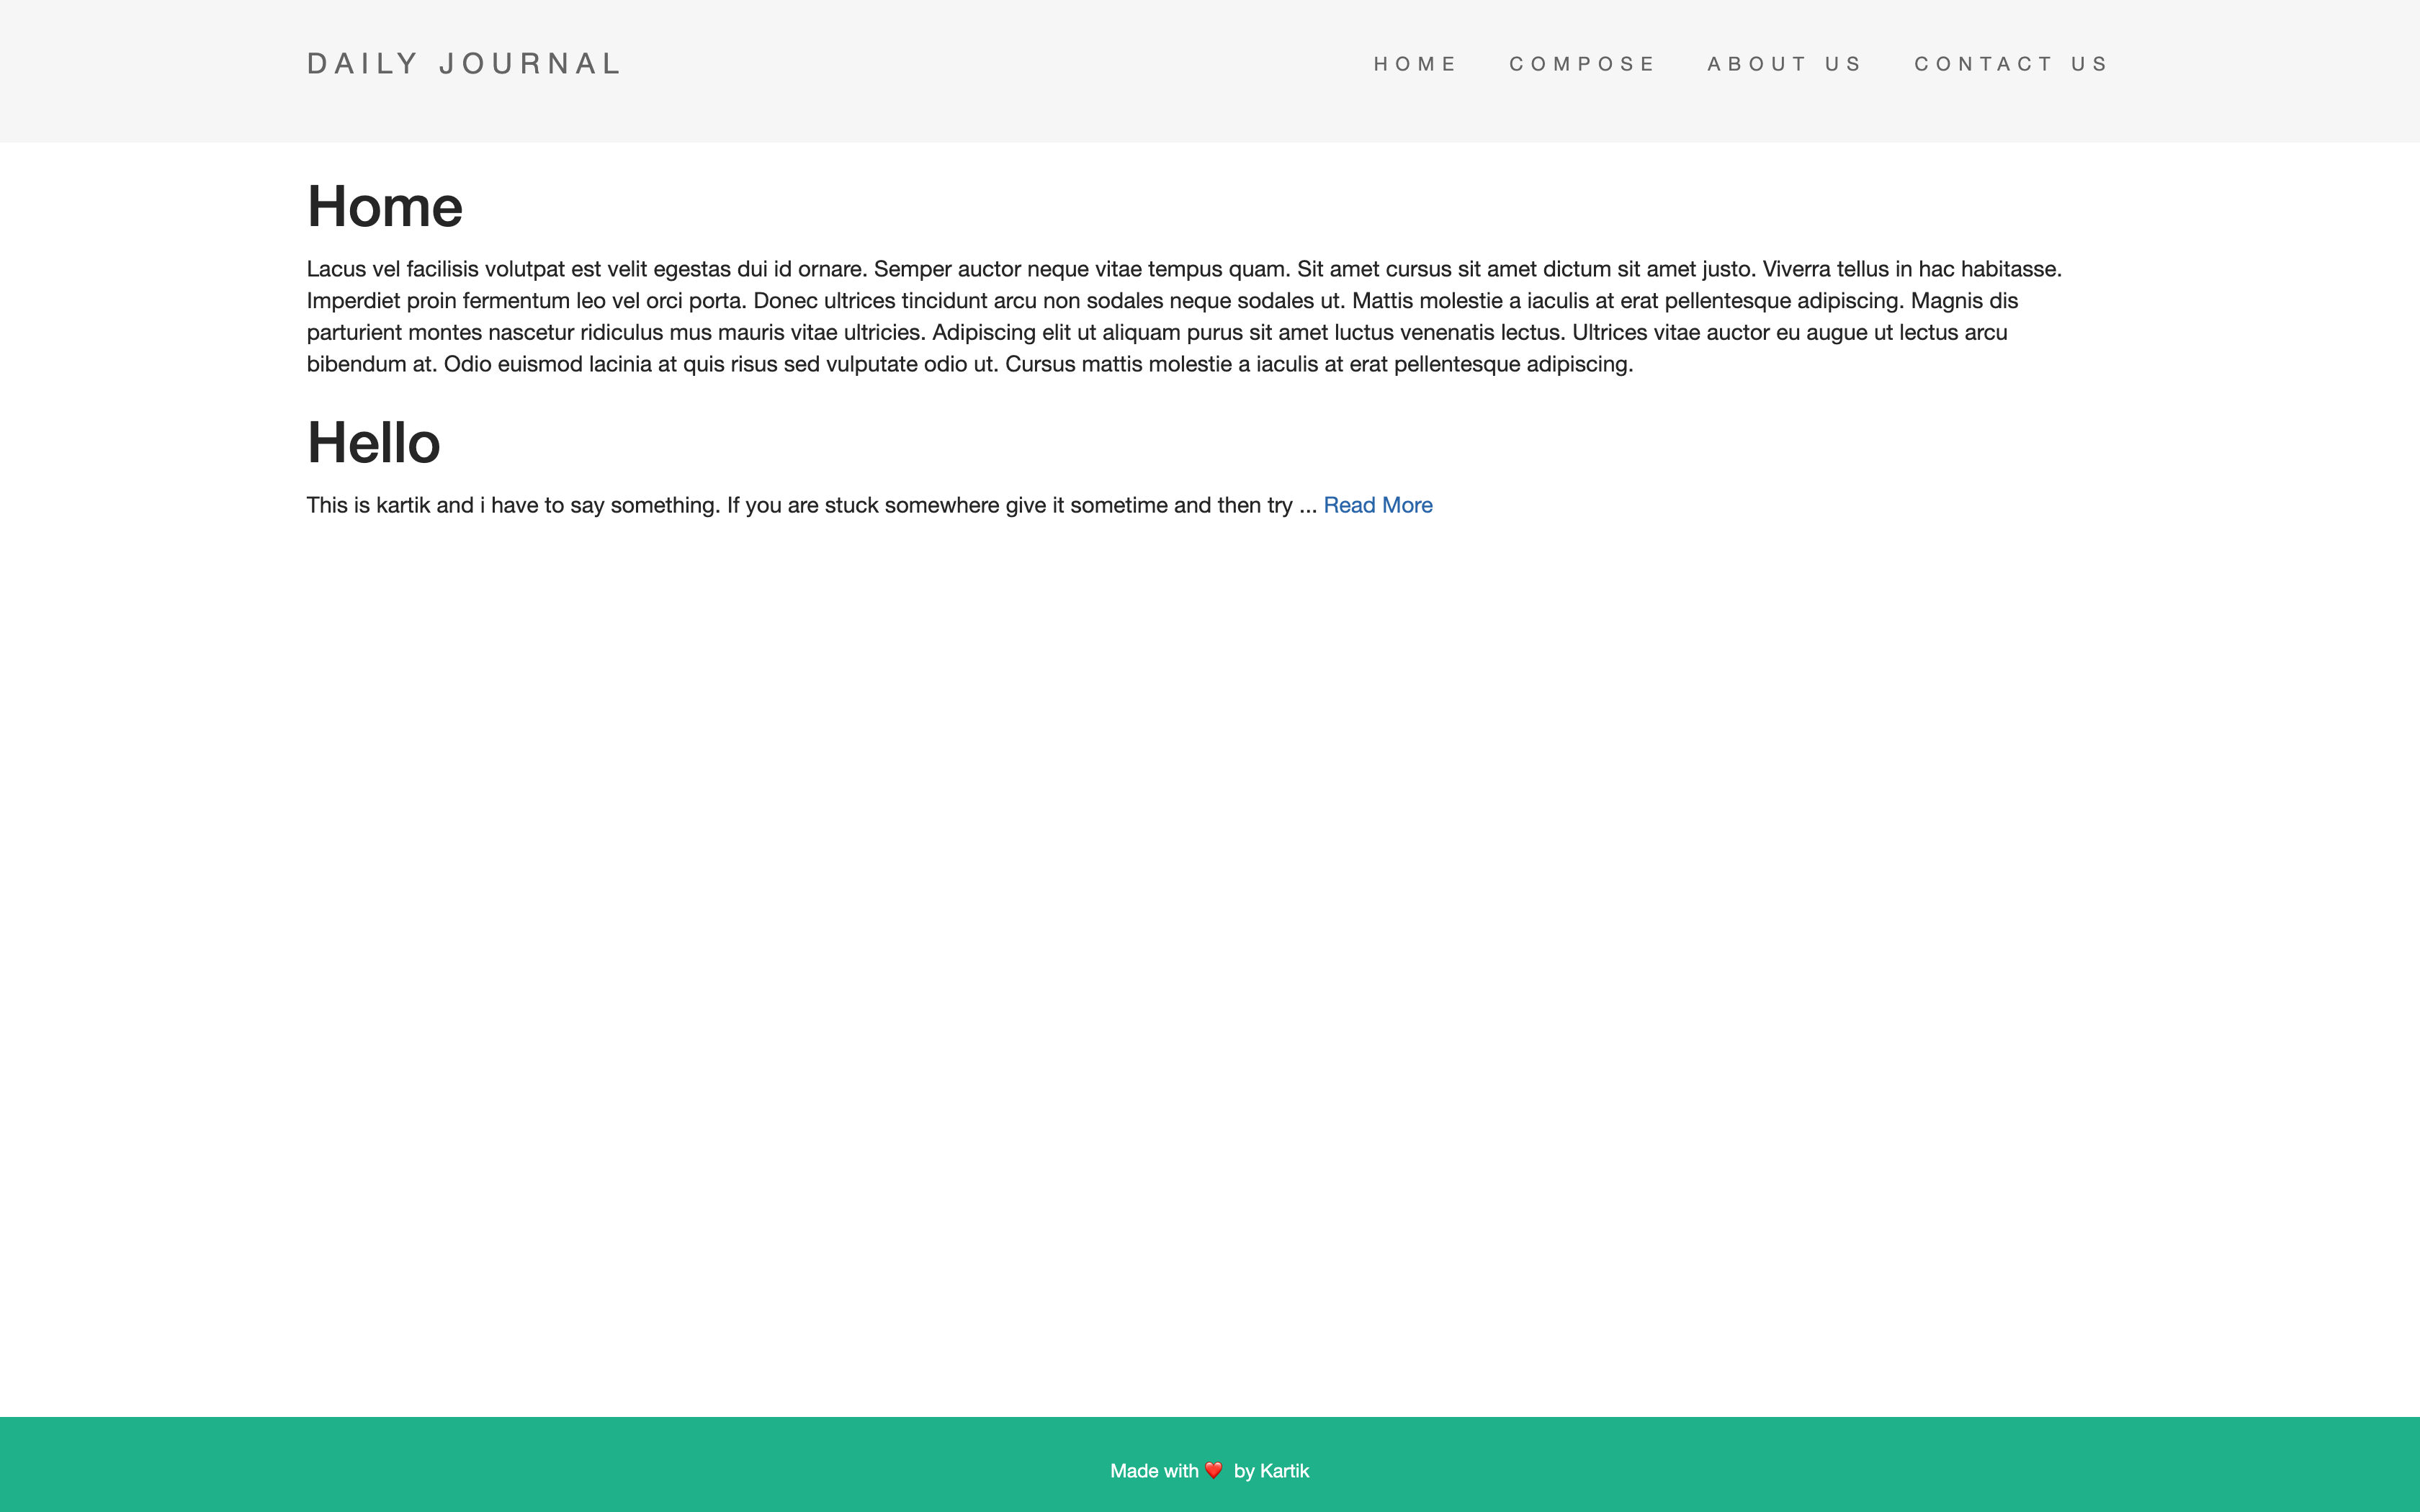 DAILY JOURNAL
HOME COMPOSE ABOUT US CONTACT US
Home
Lacus vel facilisis volutpat est velit egestas dui id ornare. Semper auctor neque vitae tempus quam. Sit amet cursus sit amet dictum sit amet justo. Viverra tellus in hac habitasse.
Imperdiet proin fermentum leo vel orci porta. Donec ultrices tincidunt arcu non sodales neque sodales ut. Mattis molestie a iaculis at erat pellentesque adipiscing. Magnis dis
parturient montes nascetur ridiculus mus mauris vitae ultricies. Adipiscing elit ut aliquam purus sit amet luctus venenatis lectus. Ultrices vitae auctor eu augue ut lectus arcu
bibendum at. Odio euismod lacinia at quis risus sed vulputate odio ut. Cursus mattis molestie a iaculis at erat pellentesque adipiscing.
Hello
This is kartik and i have to say something. If you are stuck somewhere give it sometime and then try ... Read More
Made with ❤️ by Kartik